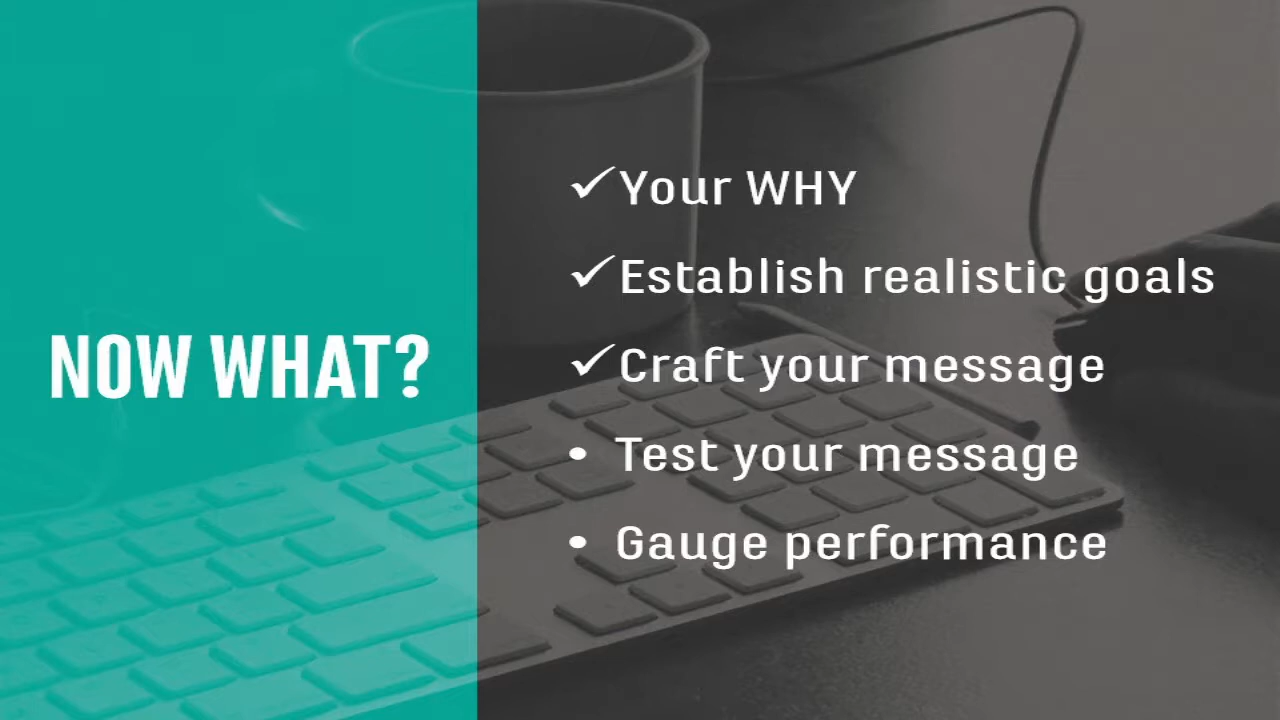 NOW WHAT?
✓Your WHY
✓Establish realistic goals
✓Craft your message
• Test your message
• Gauge performance